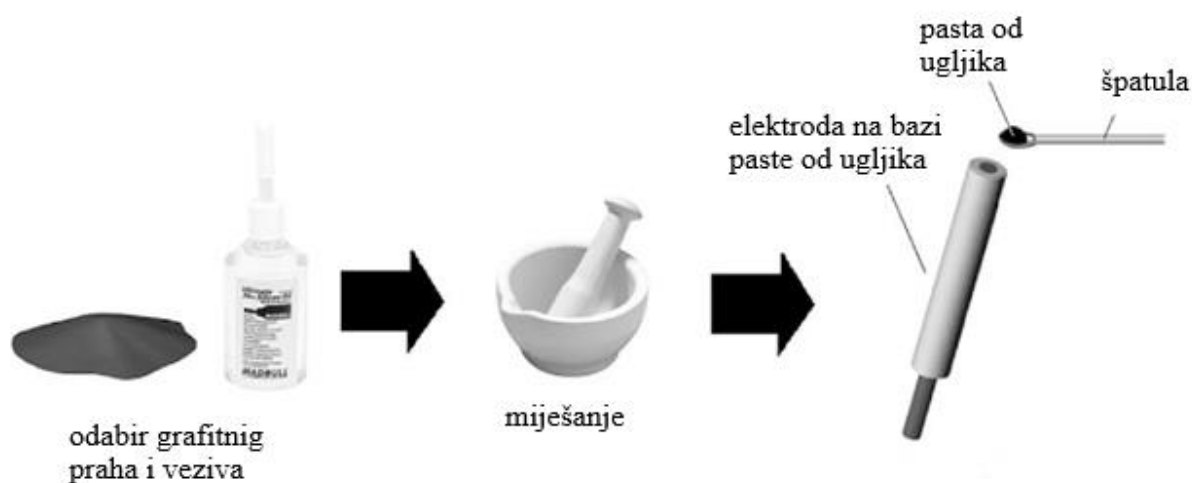 odabir grafitnig
praha i veziva
miješanje
elektroda na bazi
paste od ugljika
pasta od
ugljika
špatula